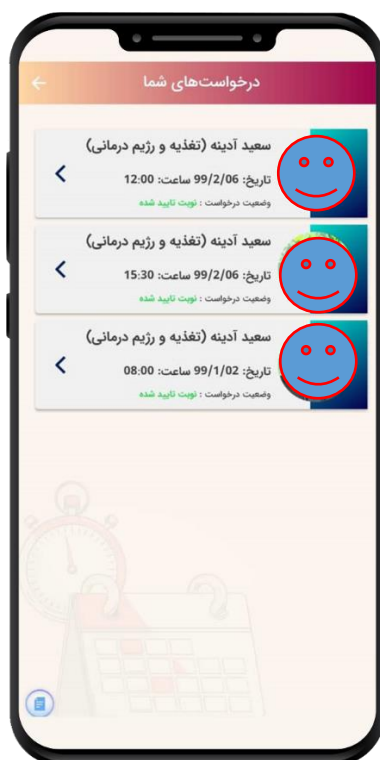 درخواست‌های شما
سعید آدینه (تغذیه و رژیم درمانی)
تاریخ: 99/2/06 ساعت: 12:00
وضعیت درخواست : نوبت تایید شده
سعید آدینه (تغذیه و رژیم درمانی)
تاریخ: 99/2/06 ساعت: 15:30
وضعیت درخواست : نوبت تایید شده
سعید آدینه (تغذیه و رژیم درمانی)
تاریخ: 99/1/02 ساعت: 08:00
وضعیت درخواست : نوبت تایید شده